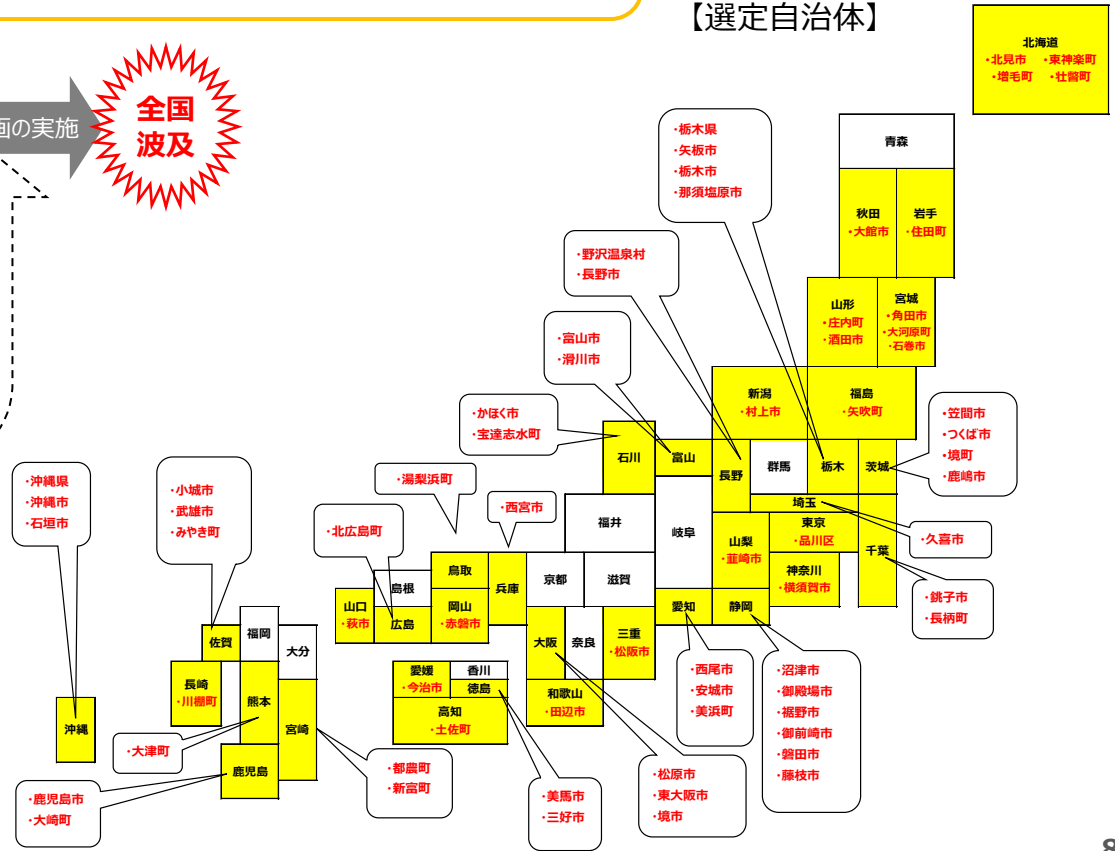 【選定自治体】
画の実施
全国
波及
北海道
・北見市 ・東神楽町
・増毛町 ・壮瞥町
青森
秋田
・大館市
岩手
・住田町
山形
・庄内町
・酒田市
宮城
・角田市
・大河原町
・石巻市
新潟
・村上市
福島
・矢吹町
・栃木県
・矢板市
・栃木市
・那須塩原市
・野沢温泉村
・長野市
・富山市
・滑川市
・かほく市
・宝達志水町
石川
富山
長野
群馬
栃木
茨城
・笠間市
・つくば市
・境町
・鹿嶋市
埼玉
・久喜市
東京
・品川区
千葉
・銚子市
・長柄町
神奈川
・横須賀市
山梨
・韮崎市
岐阜
福井
愛知
静岡
・西尾市
・安城市
・美浜町
・沼津市
・御殿場市
・裾野市
・御前崎市
・磐田市
・藤枝市
・湯梨浜町
・西宮市
・北広島町
鳥取
島根
兵庫
京都
滋賀
山口
・萩市
広島
岡山
・赤磐市
大阪
奈良
三重
・松阪市
和歌山
・田辺市
・松原市
・東大阪市
・境市
愛媛
・今治市
香川
徳島
高知
・土佐町
・美馬市
・三好市
・沖縄県
・沖縄市
・石垣市
沖縄
・小城市
・武雄市
・みやき町
佐賀
福岡
大分
長崎
・川棚町
熊本
宮崎
・大津町
鹿児島
・鹿児島市
・大崎町
・都農町
・新富町